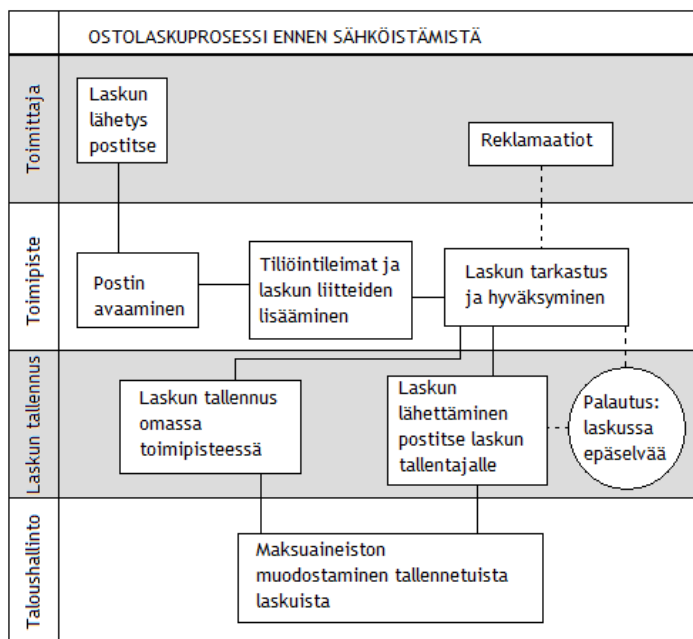 OSTOLASKUPROSESSI ENNEN SÄHKÖISTÄMISTÄ
Toimittaja
Laskun
lähetys
postitse
Reklamaatiot
Toimipiste
Postin
avaaminen
Tiliöintileimat ja
laskun liitteiden
lisääminen
Laskun tarkastus
ja hyväksyminen
Laskun tallennus
Laskun tallennus
omassa
toimipisteessä
Laskun
lähettäminen
postitse laskun
tallentajalle
Palautus:
laskussa
epäselvää
Taloushallinto
Maksuaineiston
muodostaminen tallennetuista
laskuista